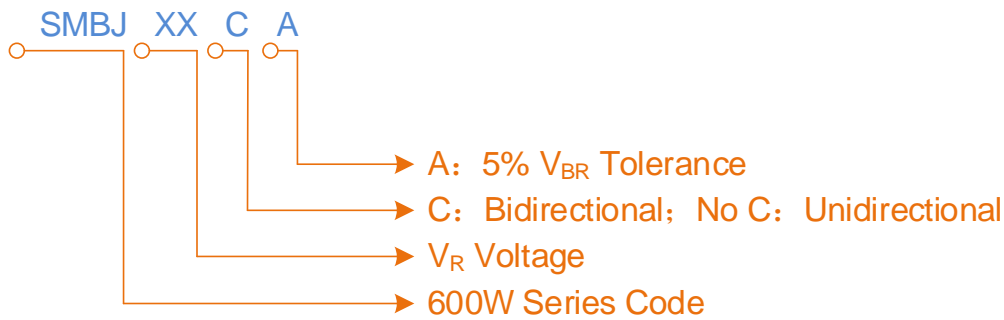 SMBJ XX C A
A：5% VBR Tolerance
C：Bidirectional；No C：Unidirectional
VR Voltage
600W Series Code